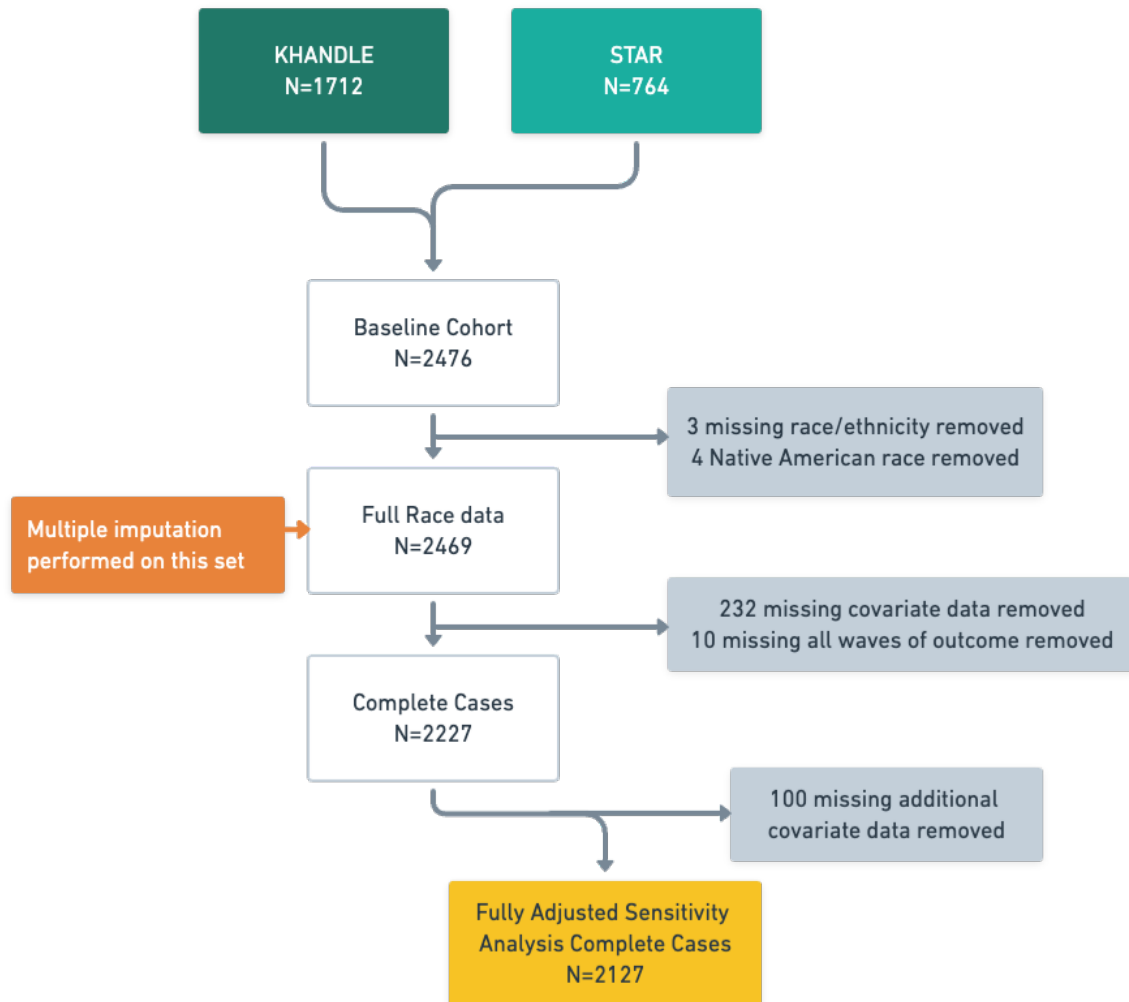 KHANDLE
N=1712
STAR
N=764
Baseline Cohort
N=2476
3 missing race/ethnicity removed
4 Native American race removed
Multiple imputation
performed on this set
Full Race data
N=2469
232 missing covariate data removed
10 missing all waves of outcome removed
Complete Cases
N=2227
100 missing additional
covariate data removed
Fully Adjusted Sensitivity
Analysis Complete Cases
N=2127